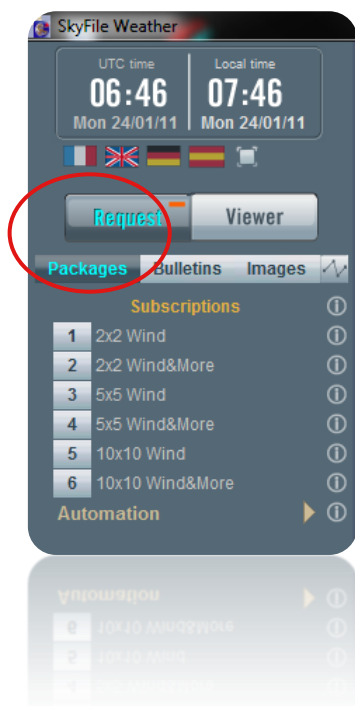 SkyFile Weather
UTC time Local time
06:46 07:46
Mon 24/01/11 Mon 24/01/11
Request Viewer
Packages Bulletins Images
Subscriptions
1 2x2 Wind
2 2x2 Wind&More
3 5x5 Wind
4 5x5 Wind&More
5 10x10 Wind
6 10x10 Wind&More
Automation